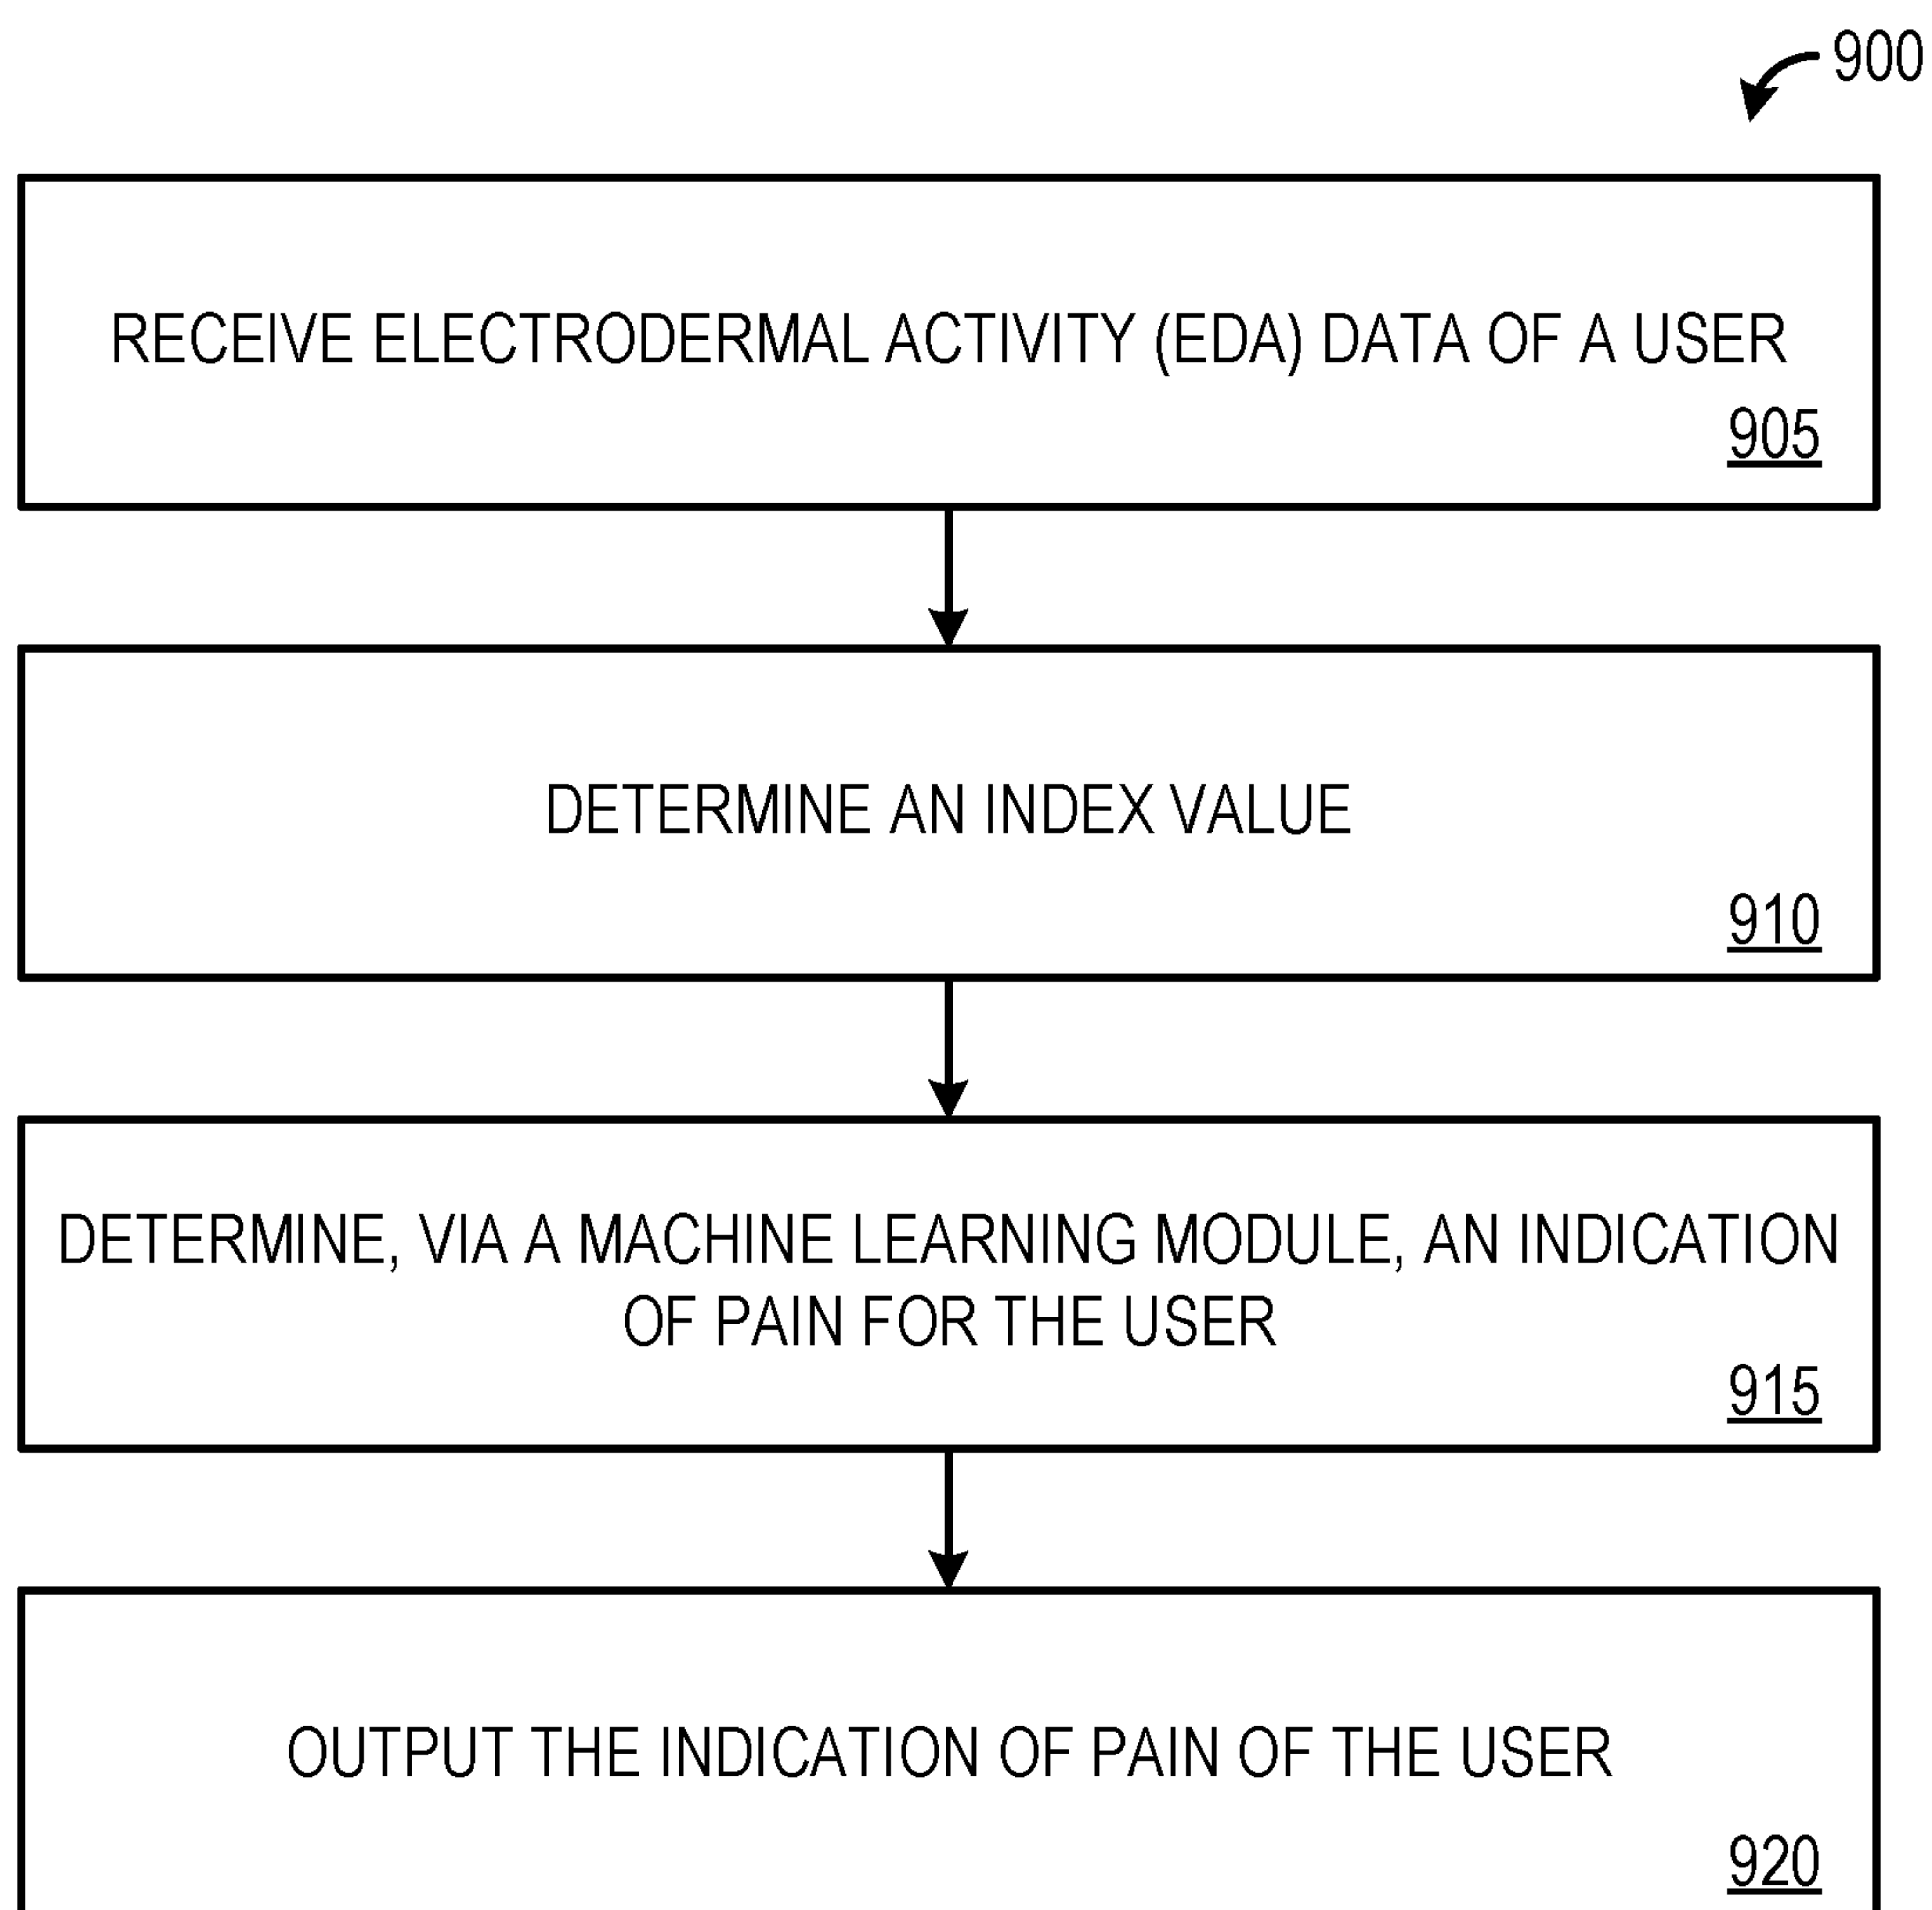 900
RECEIVE ELECTRODERMAL ACTIVITY (EDA) DATA OF A USER
905
DETERMINE AN INDEX VALUE
910
DETERMINE, VIA A MACHINE LEARNING MODULE, AN INDICATION
OF PAIN FOR THE USER
915
OUTPUT THE INDICATION OF PAIN OF THE USER
920